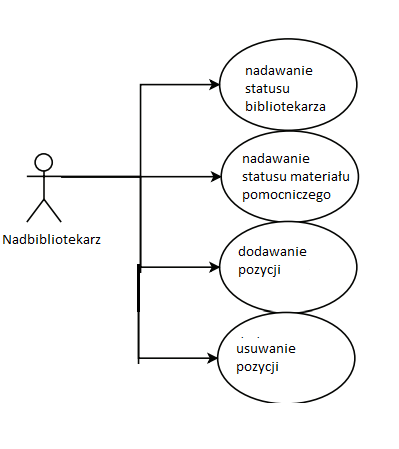 nadawanie
statusu
bibliotekarza
nadawanie
statusu materiału
pomocniczego
Nadbibliotekarz
dodawanie
pozycji
usuwanie
pozycji